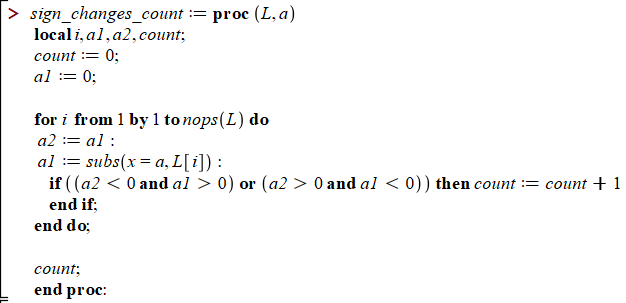 > sign_changes_count := proc (L, a)
local i, a1, a2, count;
count := 0;
a1 := 0;
for i from 1 by 1 to nops(L) do
a2 := a1 :
a1 := subs(x = a, L[i]) :
if ((a2 < 0 and a1 > 0) or (a2 > 0 and a1 < 0)) then count := count + 1
end if;
end do;
count;
end proc: